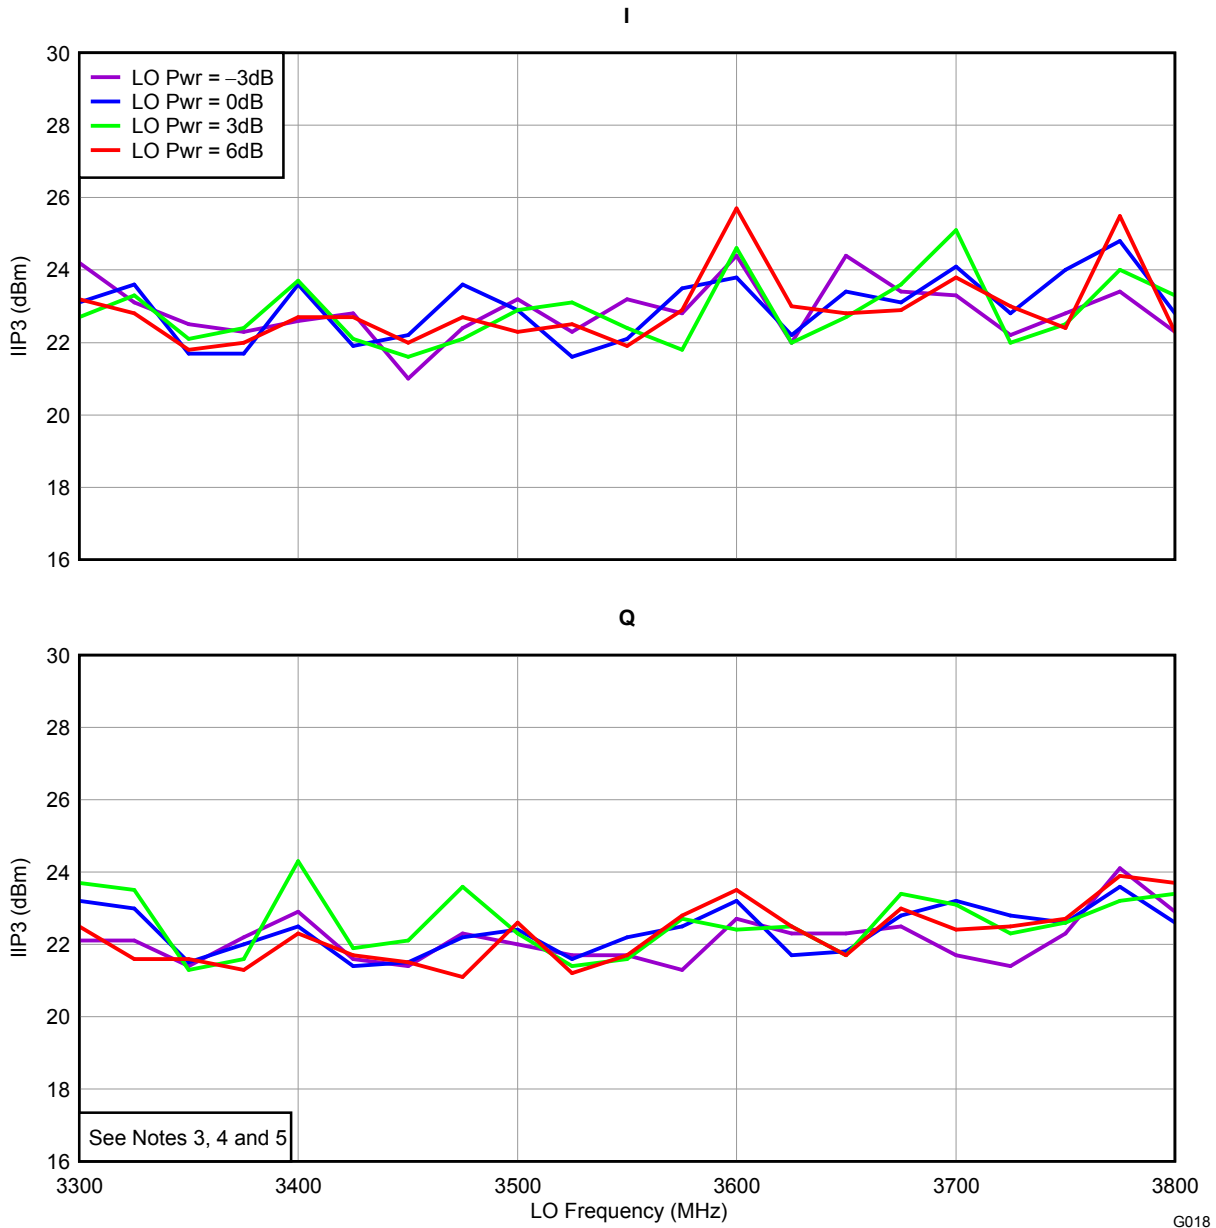 I
30
28
26
24
22
20
18
16
IIP3 (dBm)
LO Pwr = –3dB
LO Pwr = 0dB
LO Pwr = 3dB
LO Pwr = 6dB
Q
30
28
26
24
22
20
18
16
IIP3 (dBm)
See Notes 3, 4 and 5
3300 3400 3500 3600 3700 3800
LO Frequency (MHz)
G018